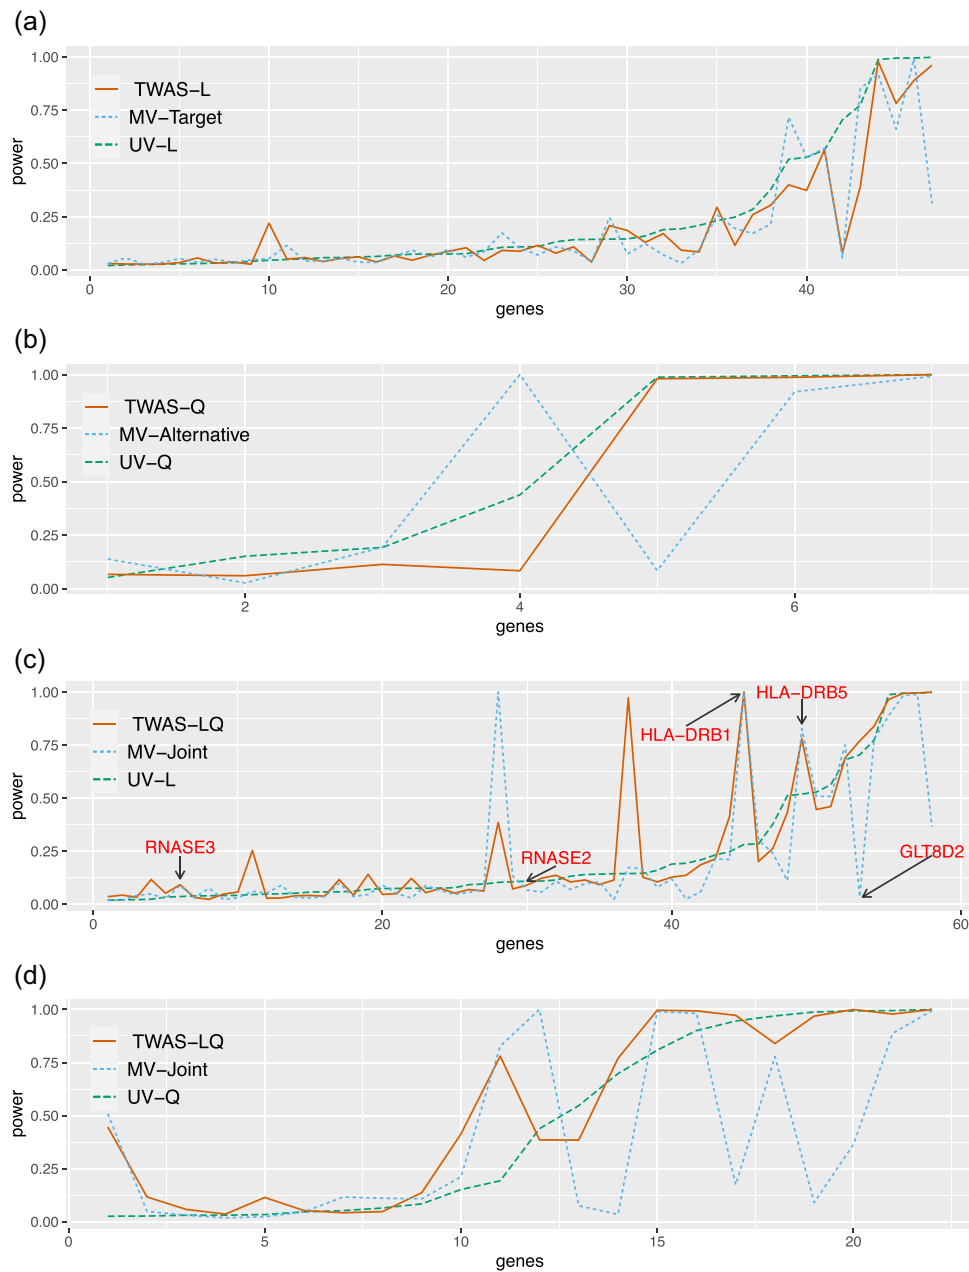 (a)
1.00
0.75
0.50
0.25
0.00
power
TWAS−L
MV−Target
UV−L
0
10
20
30
40
genes
(b)
1.00
0.75
0.50
0.25
0.00
power
TWAS−Q
MV−Alternative
UV−Q
2
4
6
genes
(c)
1.00
0.75
0.50
0.25
0.00
power
TWAS−LQ
MV−Joint
UV−L
HLA−DRB5
HLA−DRB1
RNASE3
RNASE2
GLT8D2
0
20
40
60
genes
(d)
1.00
0.75
0.50
0.25
0.00
power
TWAS−LQ
MV−Joint
UV−Q
0
5
10
15
20
genes